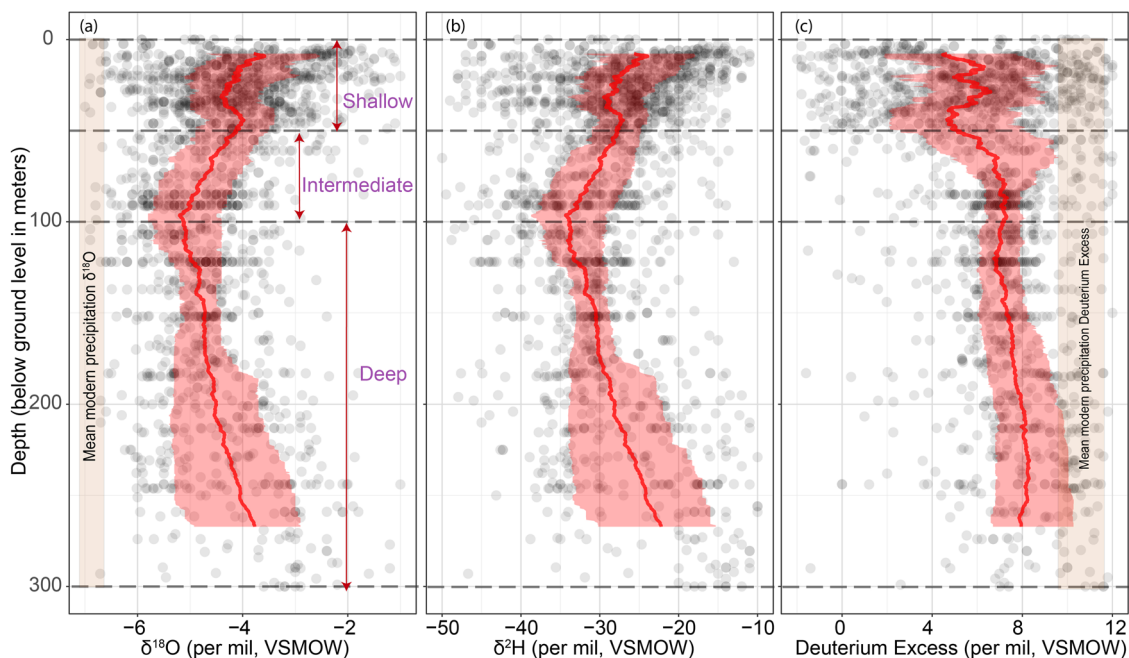 (a)
(b)
(c)
0
100
200
300
Depth (below ground level in meters)
Shallow
Intermediate
Deep
Mean modern precipitation δ¹⁸O
Mean modern precipitation Deuterium Excess
−6
−4
−2
−50
−40
−30
−20
−10
0
4
8
12
δ¹⁸O (per mil, VSMOW)
δ²H (per mil, VSMOW)
Deuterium Excess (per mil, VSMOW)